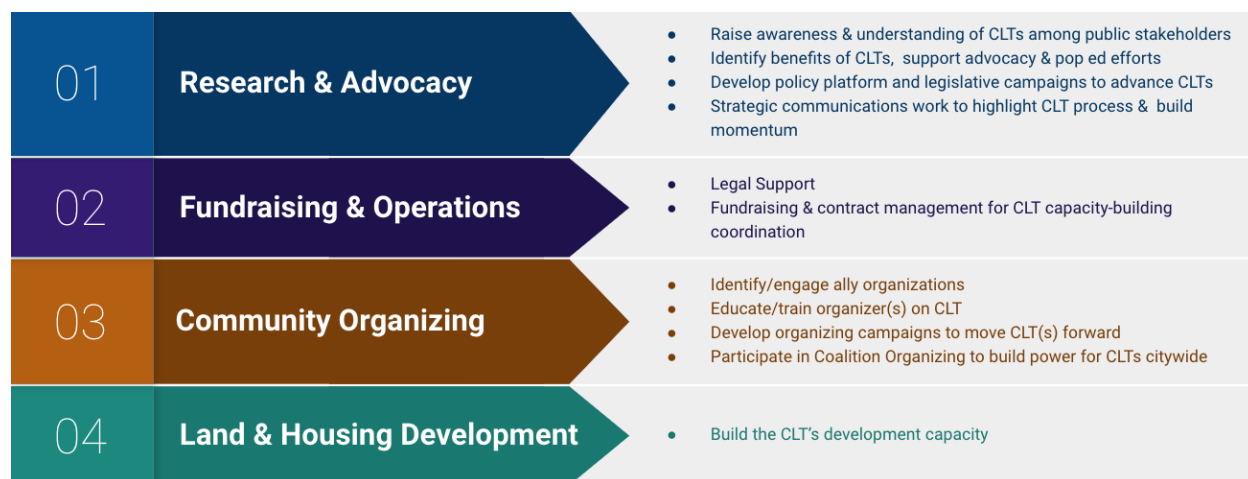 01
Research & Advocacy
● Raise awareness & understanding of CLTs among public stakeholders
● Identify benefits of CLTs, support advocacy & pop ed efforts
● Develop policy platform and legislative campaigns to advance CLTs
● Strategic communications work to highlight CLT process & build
momentum
02
Fundraising & Operations
● Legal Support
● Fundraising & contract management for CLT capacity-building
coordination
03
Community Organizing
● Identify/engage ally organizations
● Educate/train organizer(s) on CLT
● Develop organizing campaigns to move CLT(s) forward
● Participate in Coalition Organizing to build power for CLTs citywide
04
Land & Housing Development
● Build the CLT’s development capacity